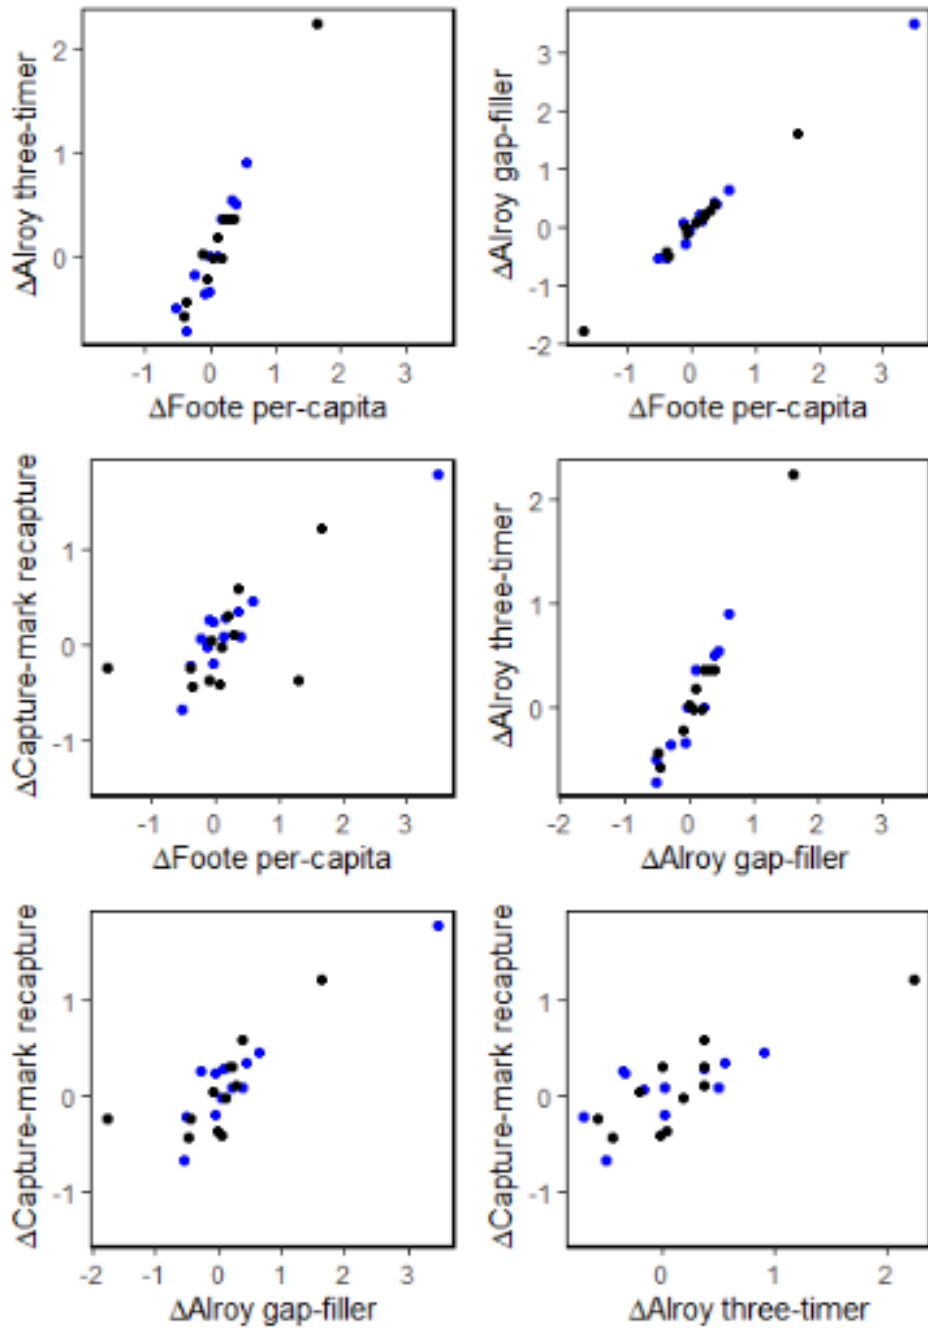 ΔAlroy three-timer
2
1
0
-1 0 1 2 3
ΔFoote per-capita
ΔAlroy gap-filler
3
2
1
0
-1
-2
-1 0 1 2 3
ΔFoote per-capita
ΔCapture-mark recapture
1
0
-1
-1 0 1 2 3
ΔFoote per-capita
ΔAlroy three-timer
2
1
0
-2 -1 0 1 2 3
ΔAlroy gap-filler
ΔCapture-mark recapture
1
0
-1
-2 -1 0 1 2 3
ΔAlroy gap-filler
ΔCapture-mark recapture
1
0
-1
0 1 2
ΔAlroy three-timer